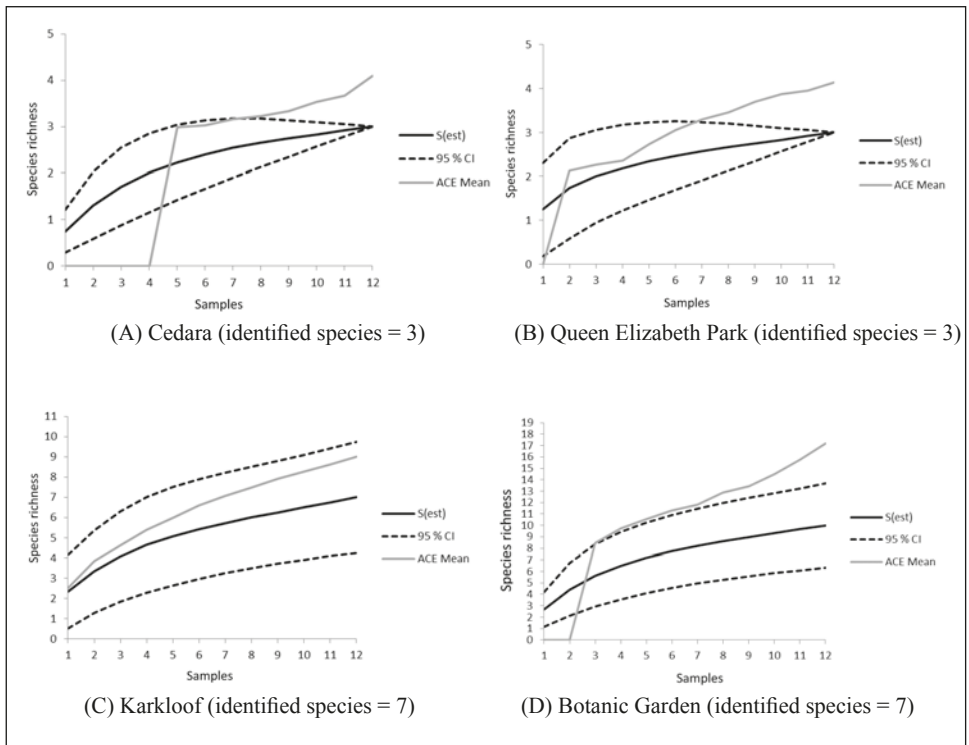 5
4
3
2
1
0
Species richness
1 2 3 4 5 6 7 8 9 10 11 12
Samples
S(est)
95 % CI
ACE Mean
(A) Cedara (identified species = 3)
5
4
3
2
1
0
Species richness
1 2 3 4 5 6 7 8 9 10 11 12
Samples
S(est)
95 % CI
ACE Mean
(B) Queen Elizabeth Park (identified species = 3)
11
10
9
8
7
6
5
4
3
2
1
0
Species richness
1 2 3 4 5 6 7 8 9 10 11 12
Samples
S(est)
95 % CI
ACE Mean
(C) Karkloof (identified species = 7)
19
18
17
16
15
14
13
12
11
10
9
8
7
6
5
4
3
2
1
0
Species richness
1 2 3 4 5 6 7 8 9 10 11 12
Samples
S(est)
95 % CI
ACE Mean
(D) Botanic Garden (identified species = 7)